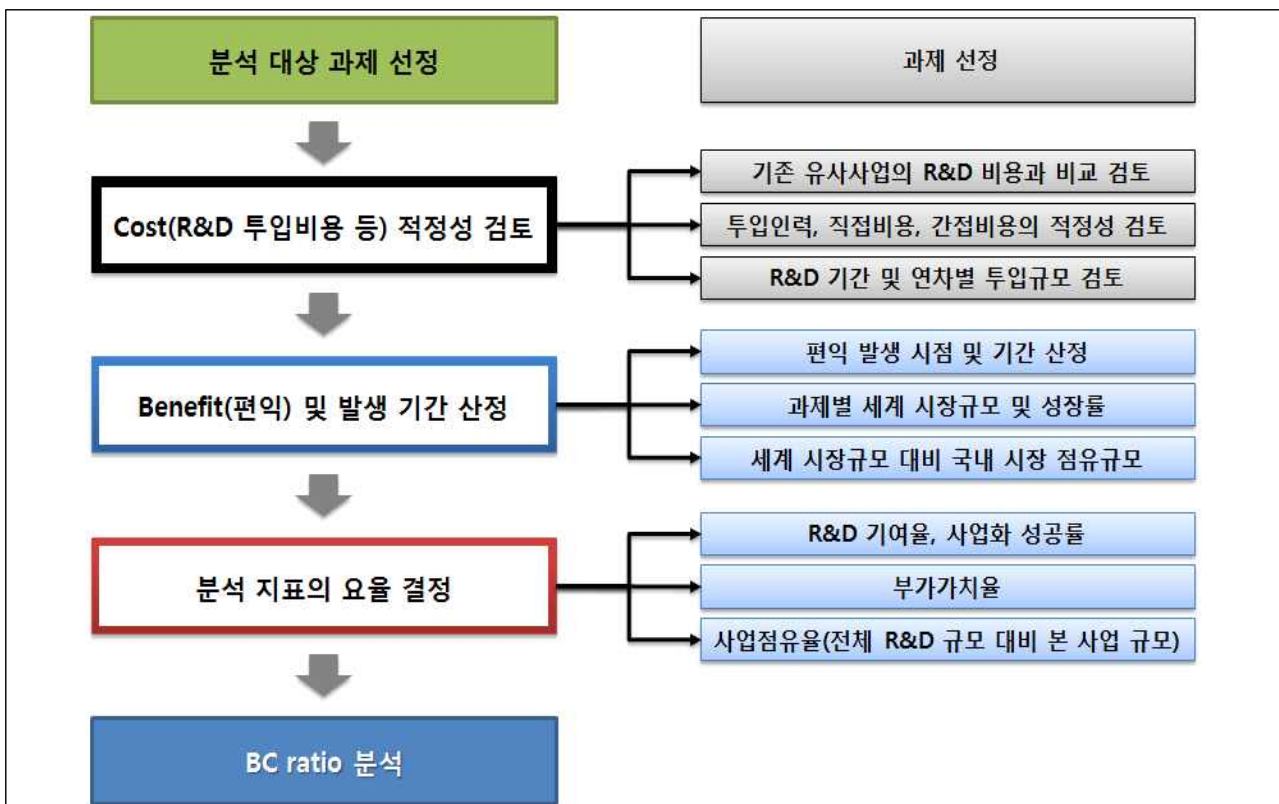 분석 대상 과제 선정
과제 선정
Cost(R&D 투입비용 등) 적정성 검토
기존 유사사업의 R&D 비용과 비교 검토
투입인력, 직접비용, 간접비용의 적정성 검토
R&D 기간 및 연차별 투입규모 검토
Benefit(편익) 및 발생 기간 산정
편익 발생 시점 및 기간 산정
과제별 세계 시장규모 및 성장률
세계 시장규모 대비 국내 시장 점유규모
분석 지표의 요율 결정
R&D 기여율, 사업화 성공률
부가가치율
사업점유율(전체 R&D 규모 대비 본 사업 규모)
BC ratio 분석